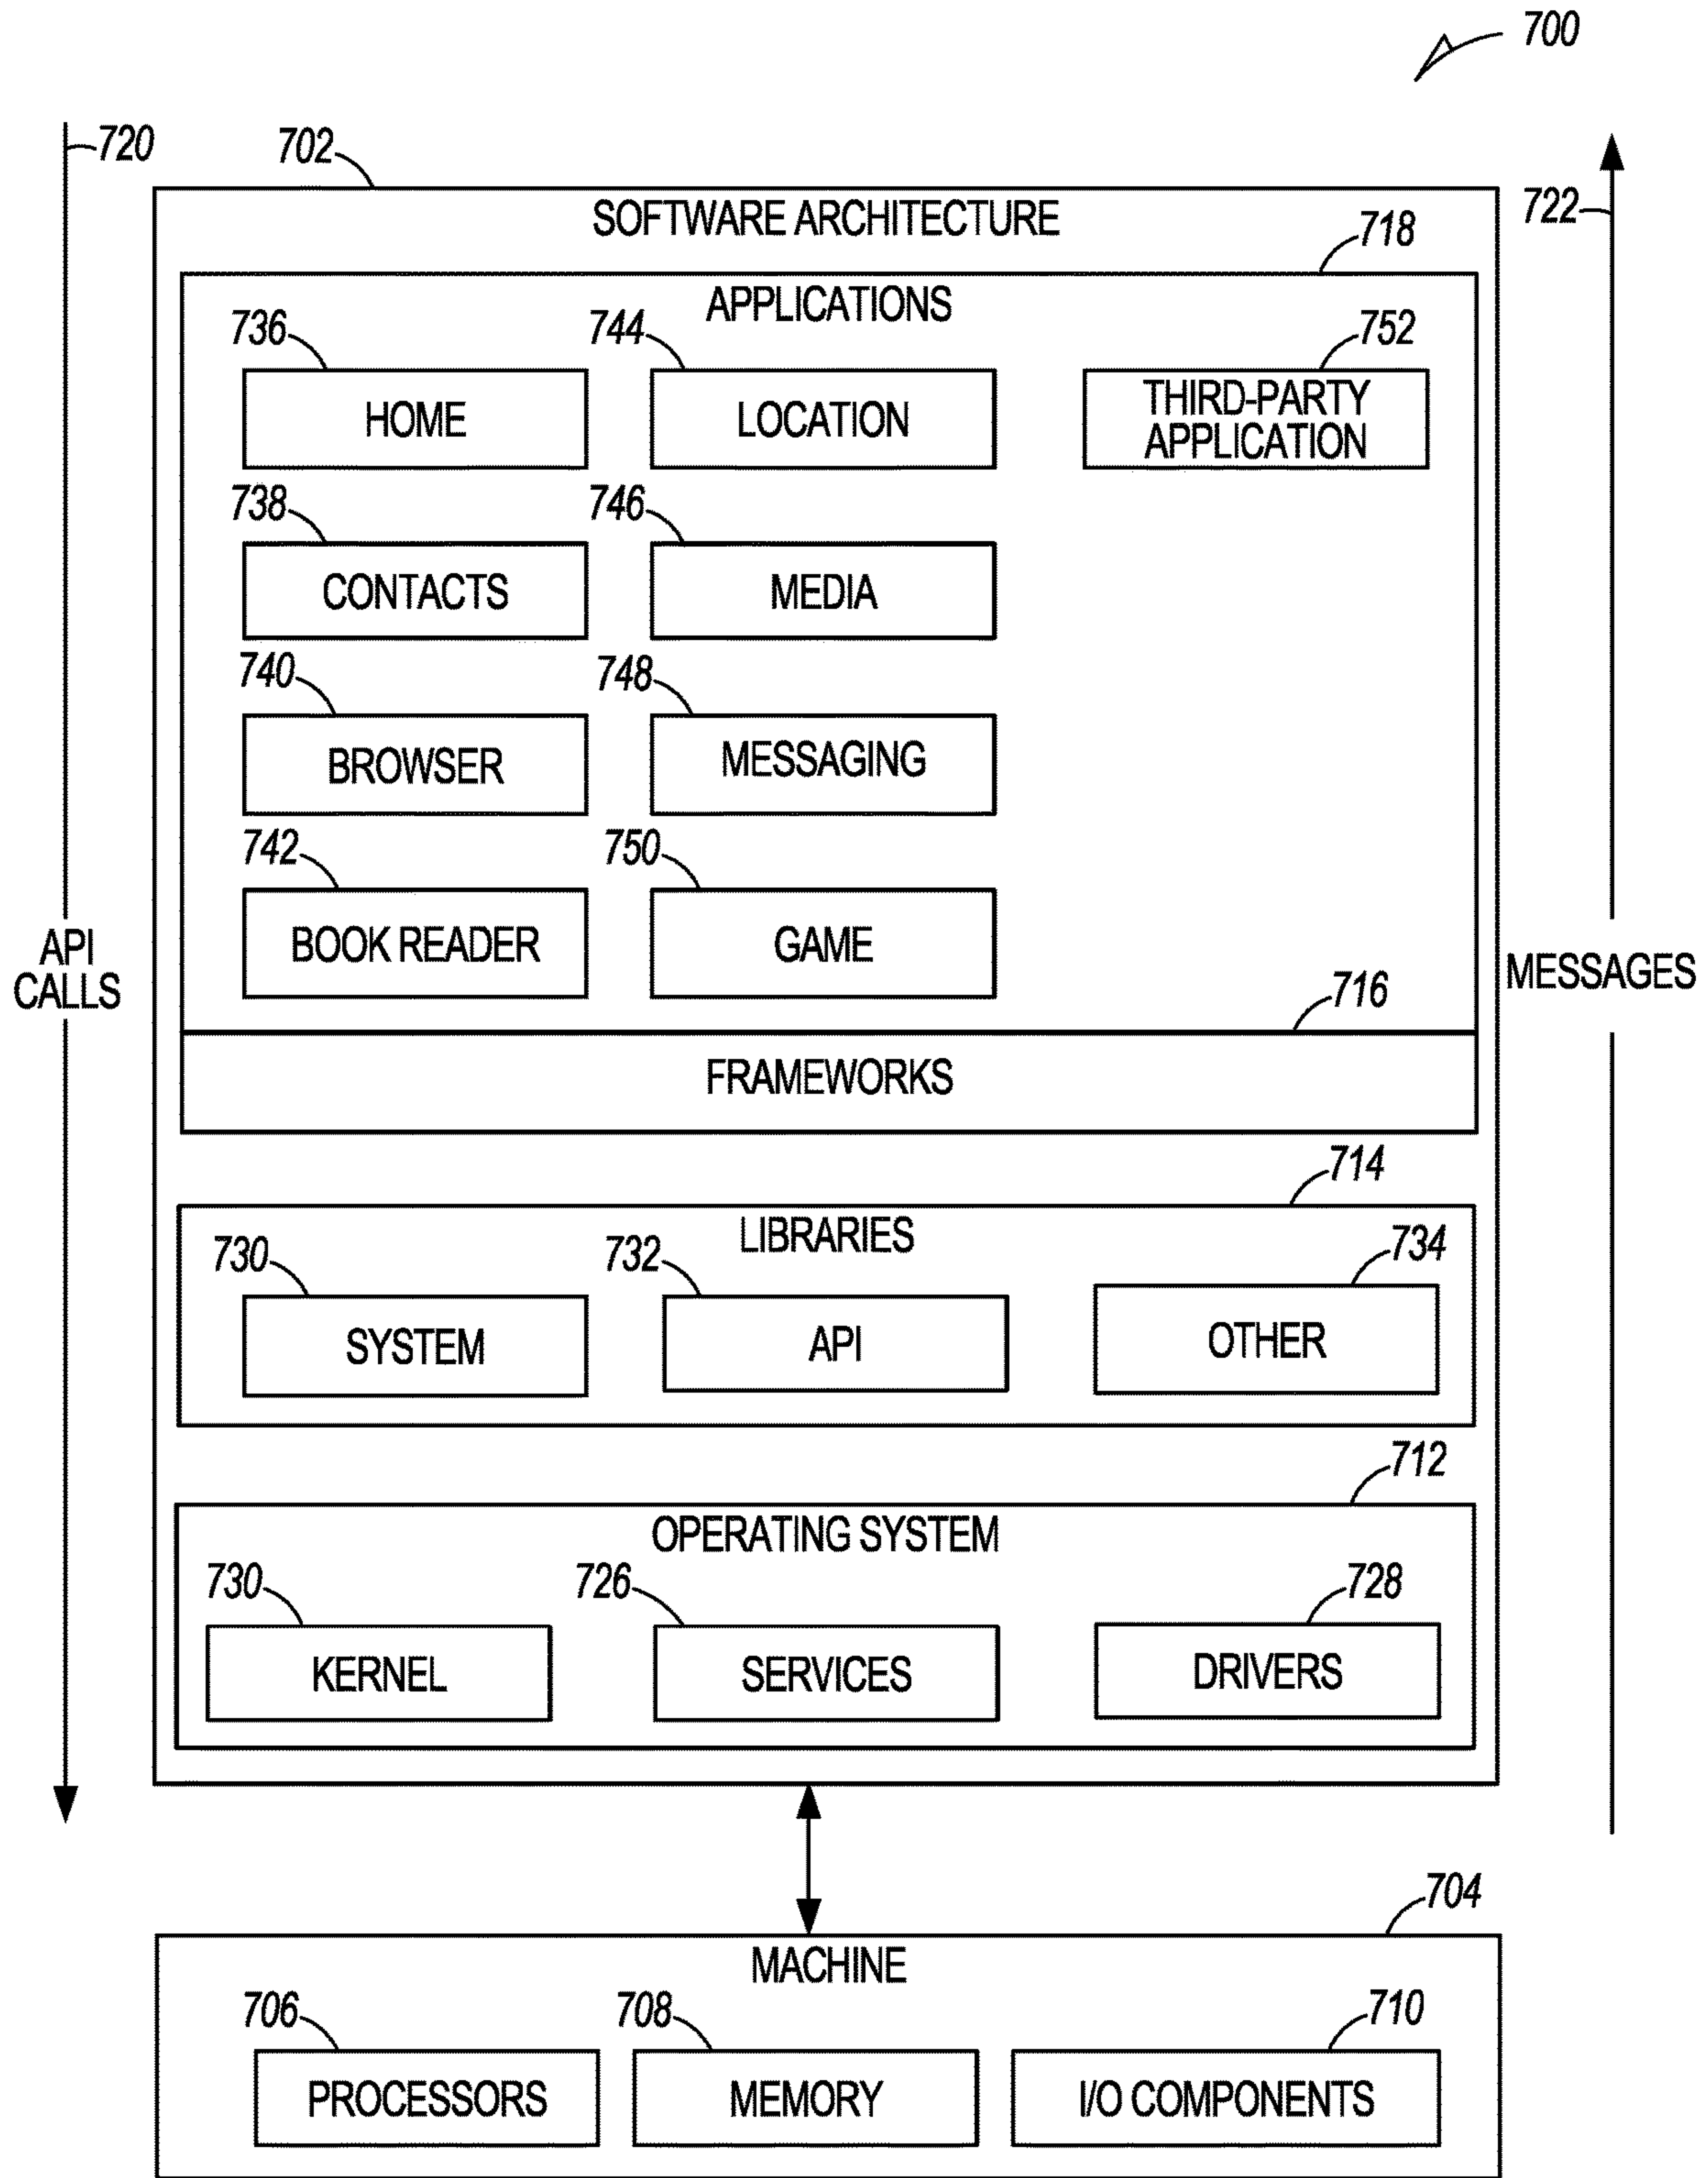 700
720
702
SOFTWARE ARCHITECTURE
722
718
APPLICATIONS
736
744
752
HOME
LOCATION
THIRD-PARTY
APPLICATION
738
746
CONTACTS
MEDIA
740
748
BROWSER
MESSAGING
742
750
BOOK READER
GAME
API
CALLS
MESSAGES
716
FRAMEWORKS
714
LIBRARIES
730
732
734
SYSTEM
API
OTHER
712
OPERATING SYSTEM
730
726
728
KERNEL
SERVICES
DRIVERS
704
MACHINE
706
708
710
PROCESSORS
MEMORY
I/O COMPONENTS